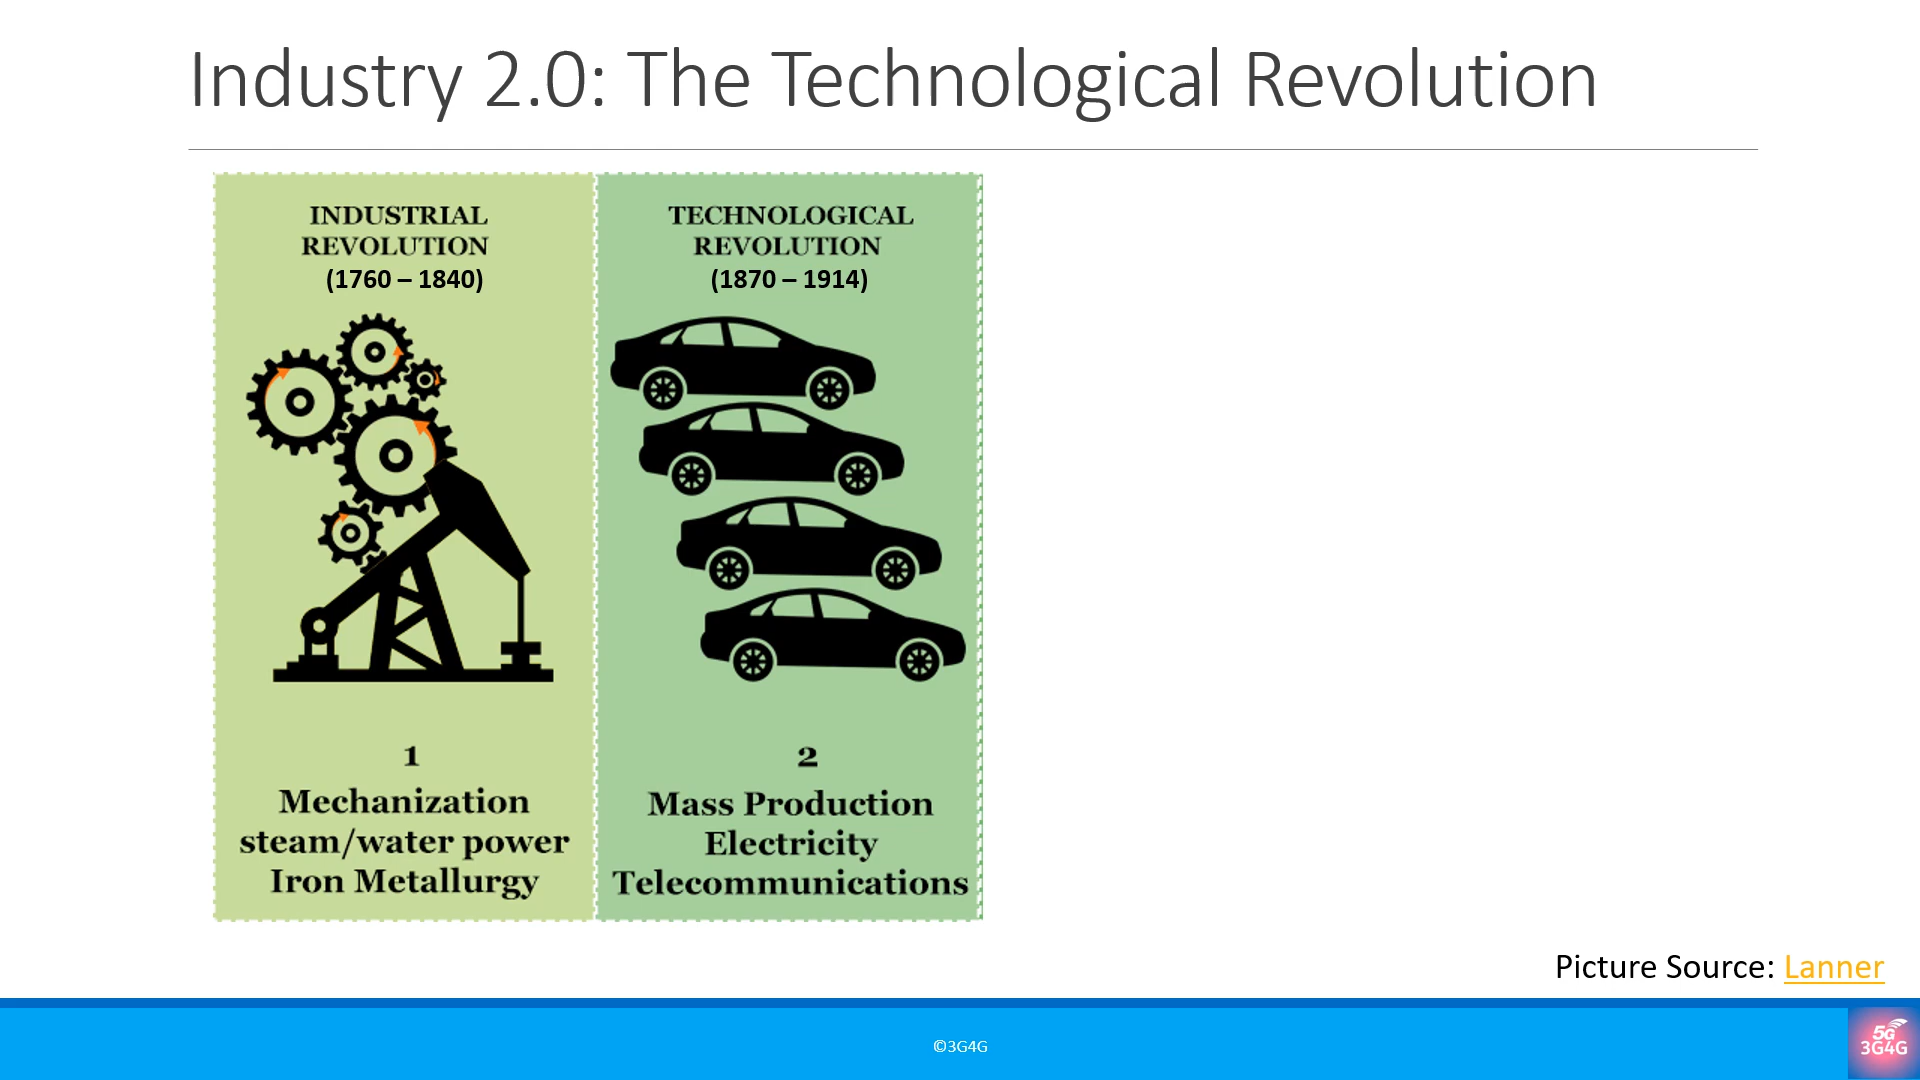 Industry 2.0: The Technological Revolution
INDUSTRIAL
REVOLUTION
(1760 – 1840)
1
Mechanization
steam/water power
Iron Metallurgy
TECHNOLOGICAL
REVOLUTION
(1870 – 1914)
2
Mass Production
Electricity
Telecommunications
Picture Source: Lanner
©3G4G
5G
3G4G